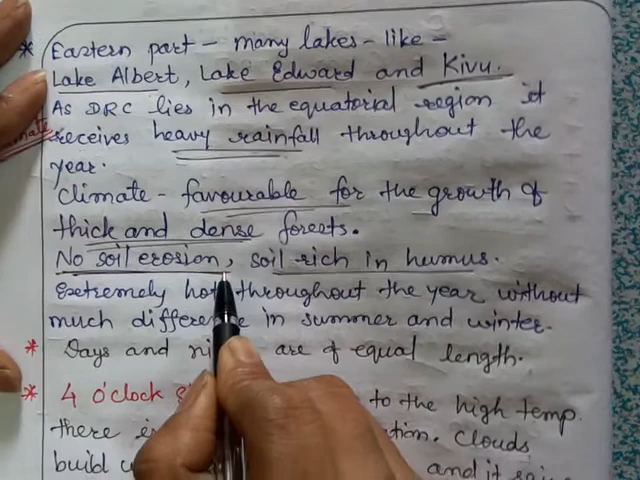 * Eastern part - many lakes - like -
Lake Albert, Lake Edward and Kivu.
As DRC lies in the equatorial region it
receives heavy rainfall throughout the
year.
Climate - favourable for the growth of
thick and dense forests.
No soil erosion, soil rich in humus.
Extremely hot throughout the year without
much difference in summer and winter.
* Days and are of equal length.
* 4 O'clock to the high temp.
there Clouds
build and it